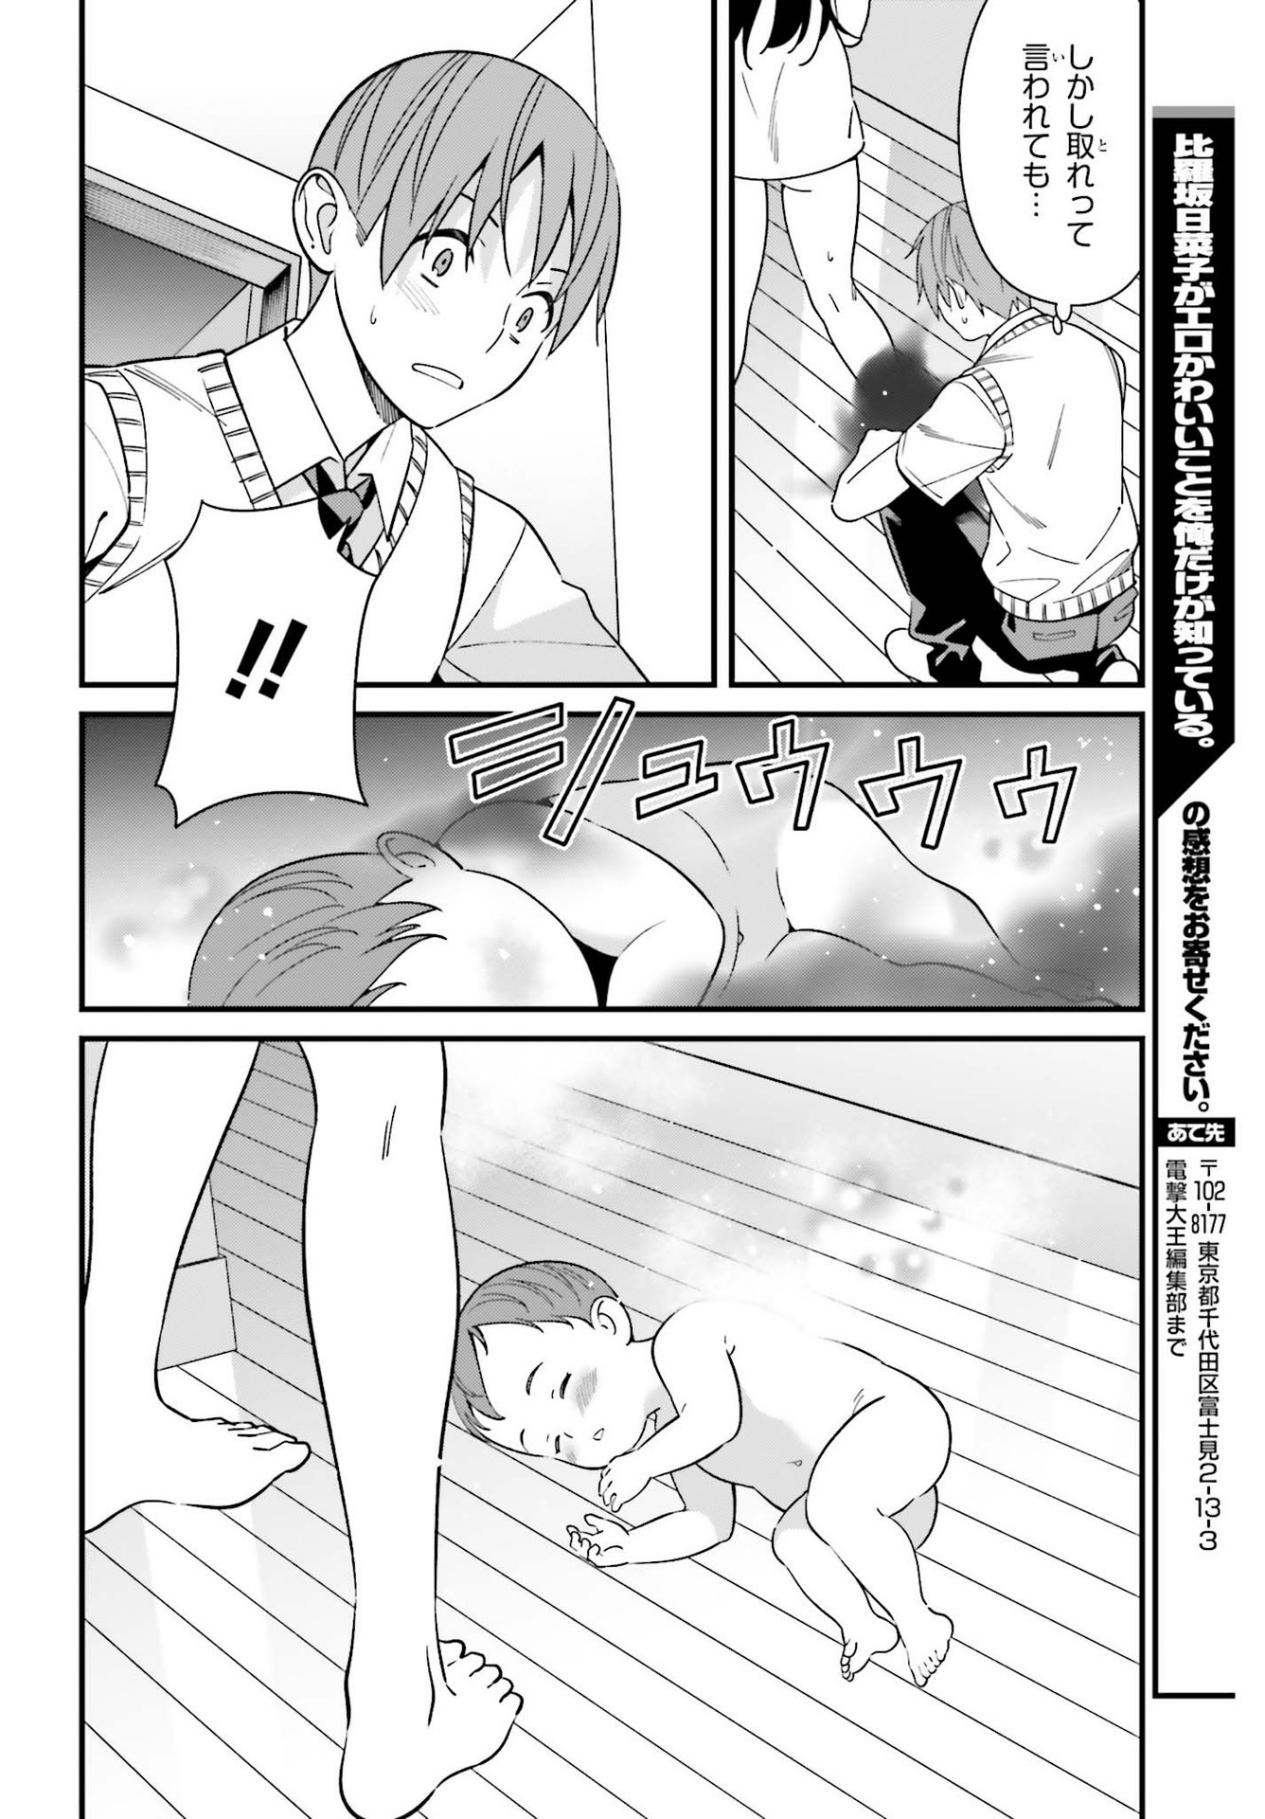 しかし取れって
言われても…
!!
シュウウウ
比羅坂日菜子がエロかわいいことを俺だけが知っている。
の感想をお寄せください。
あて先
〒102-8177 東京都千代田区富士見2-13-3
電撃大王編集部まで